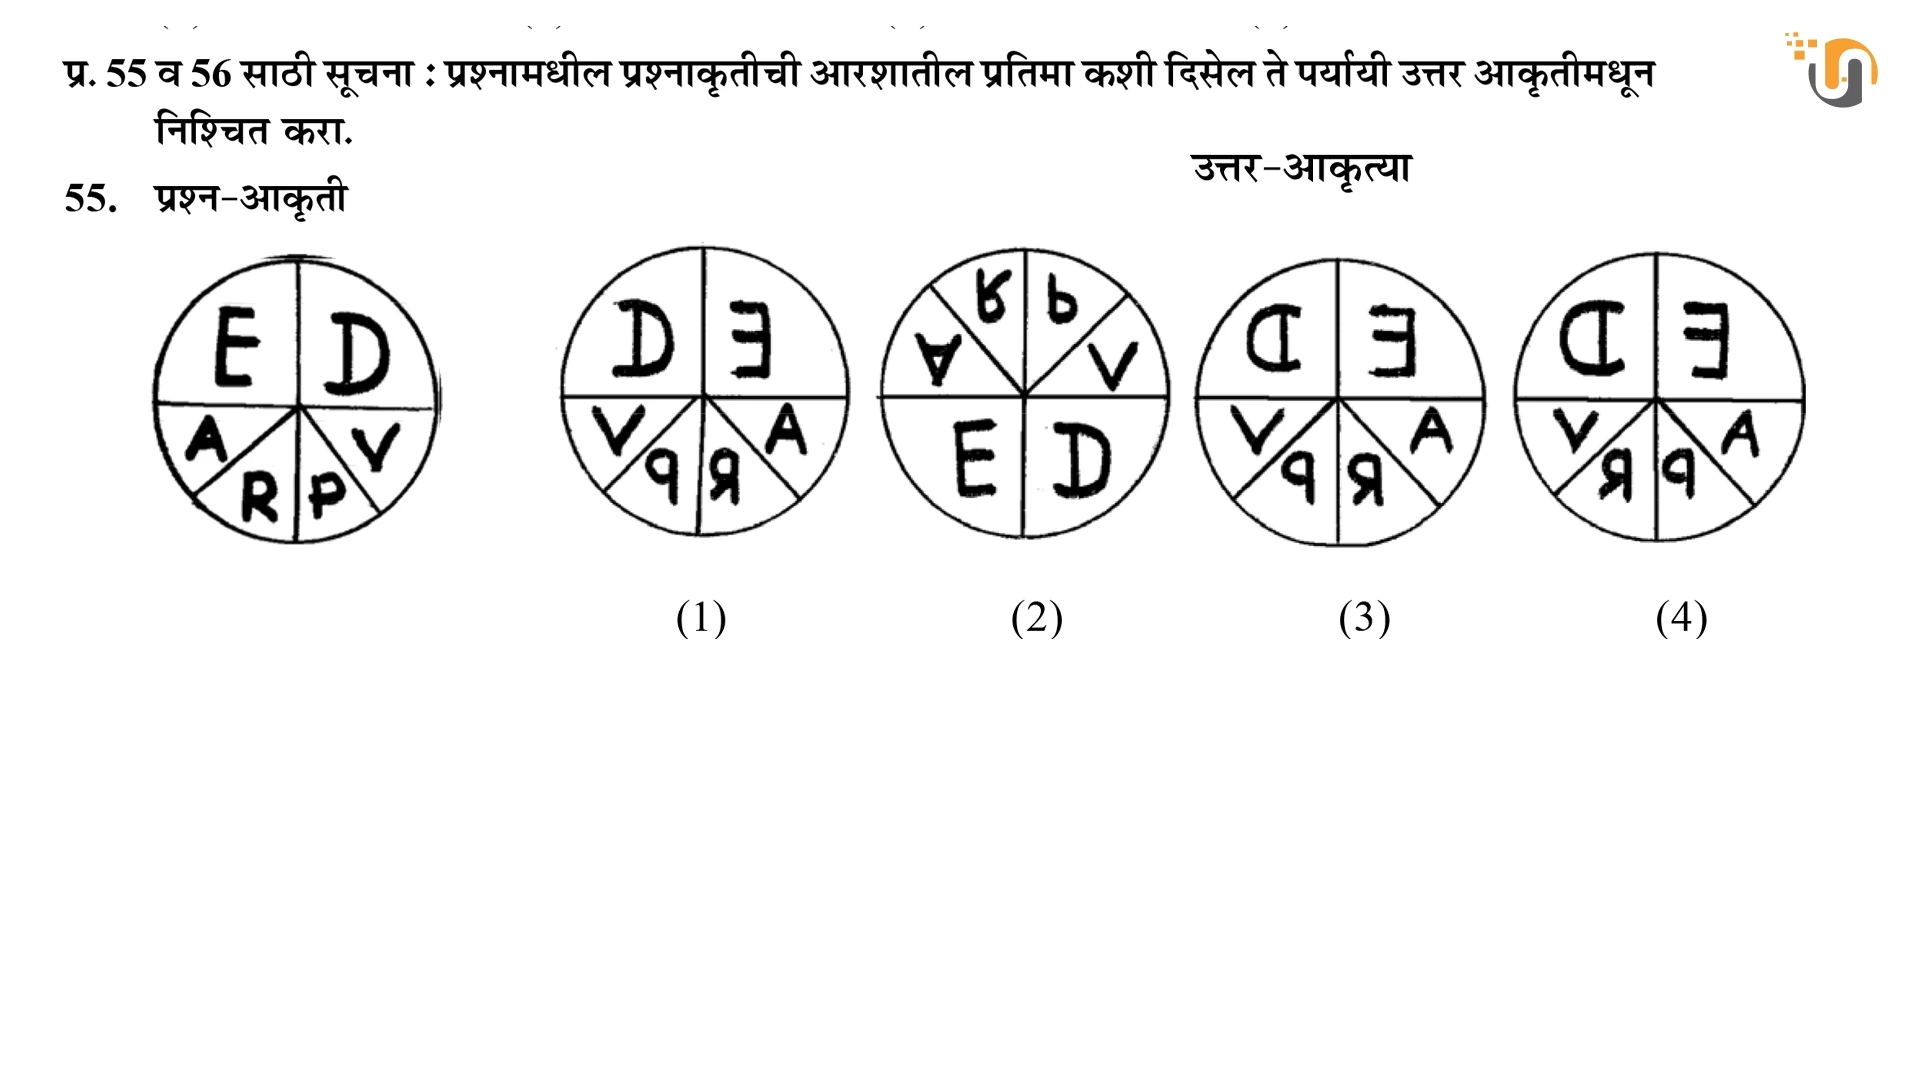 प्र. 55 व 56 साठी सूचना : प्रश्नामधील प्रश्नाकृतीची आरशातील प्रतिमा कशी दिसेल ते पर्यायी उत्तर आकृतीमधून
निश्चित करा.
उत्तर-आकृत्या
55. प्रश्न-आकृती
E D D E R P D E D E
A V V A A V V A V A
R P P R E D P R R P
(1) (2) (3) (4)